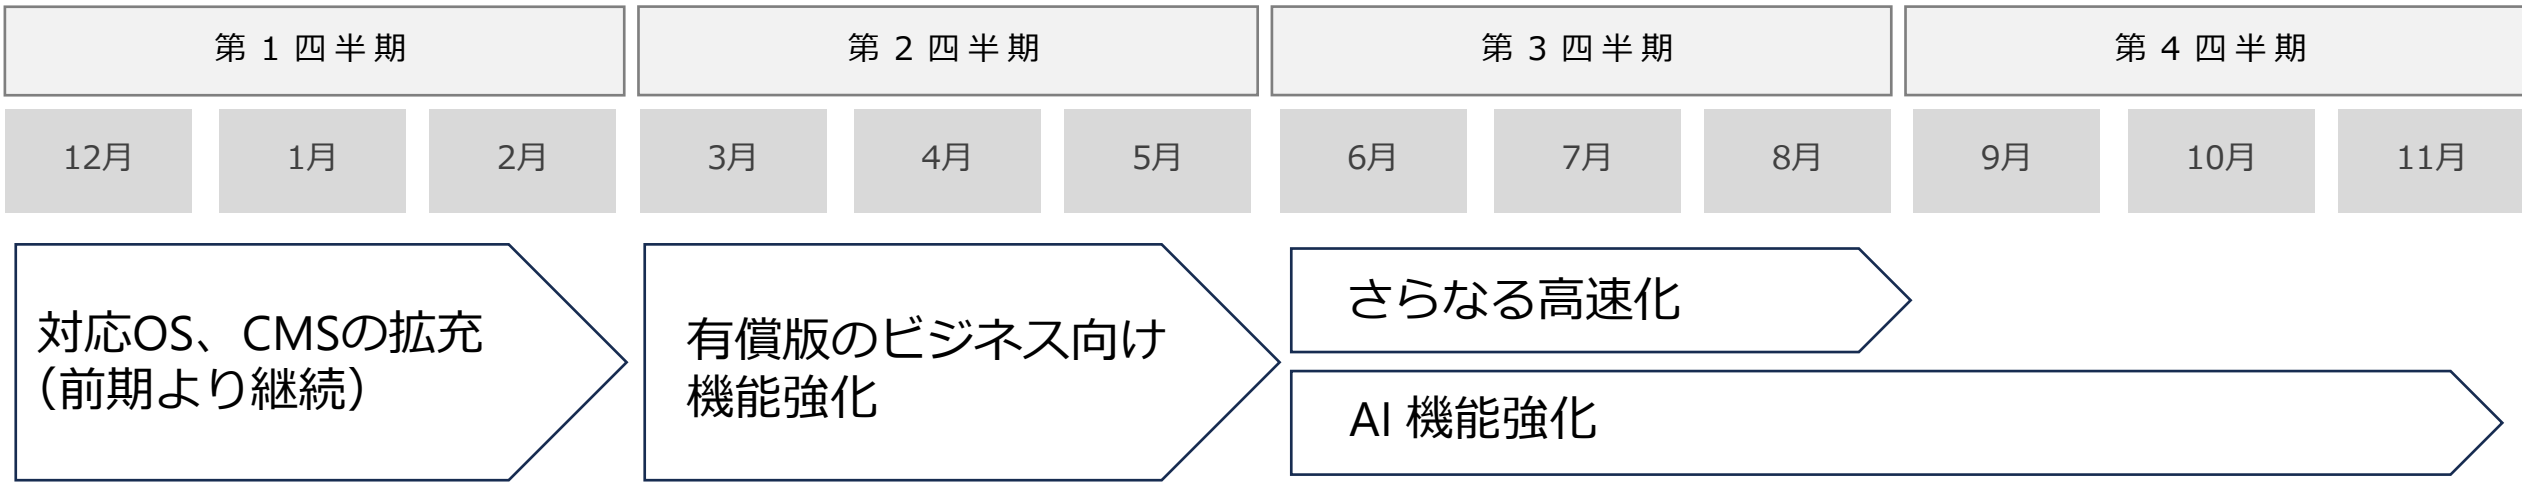 第1四半期
第2四半期
第3四半期
第4四半期
12月
1月
2月
3月
4月
5月
6月
7月
8月
9月
10月
11月
対応OS、CMSの拡充
（前期より継続）
有償版のビジネス向け
機能強化
さらなる高速化
AI 機能強化